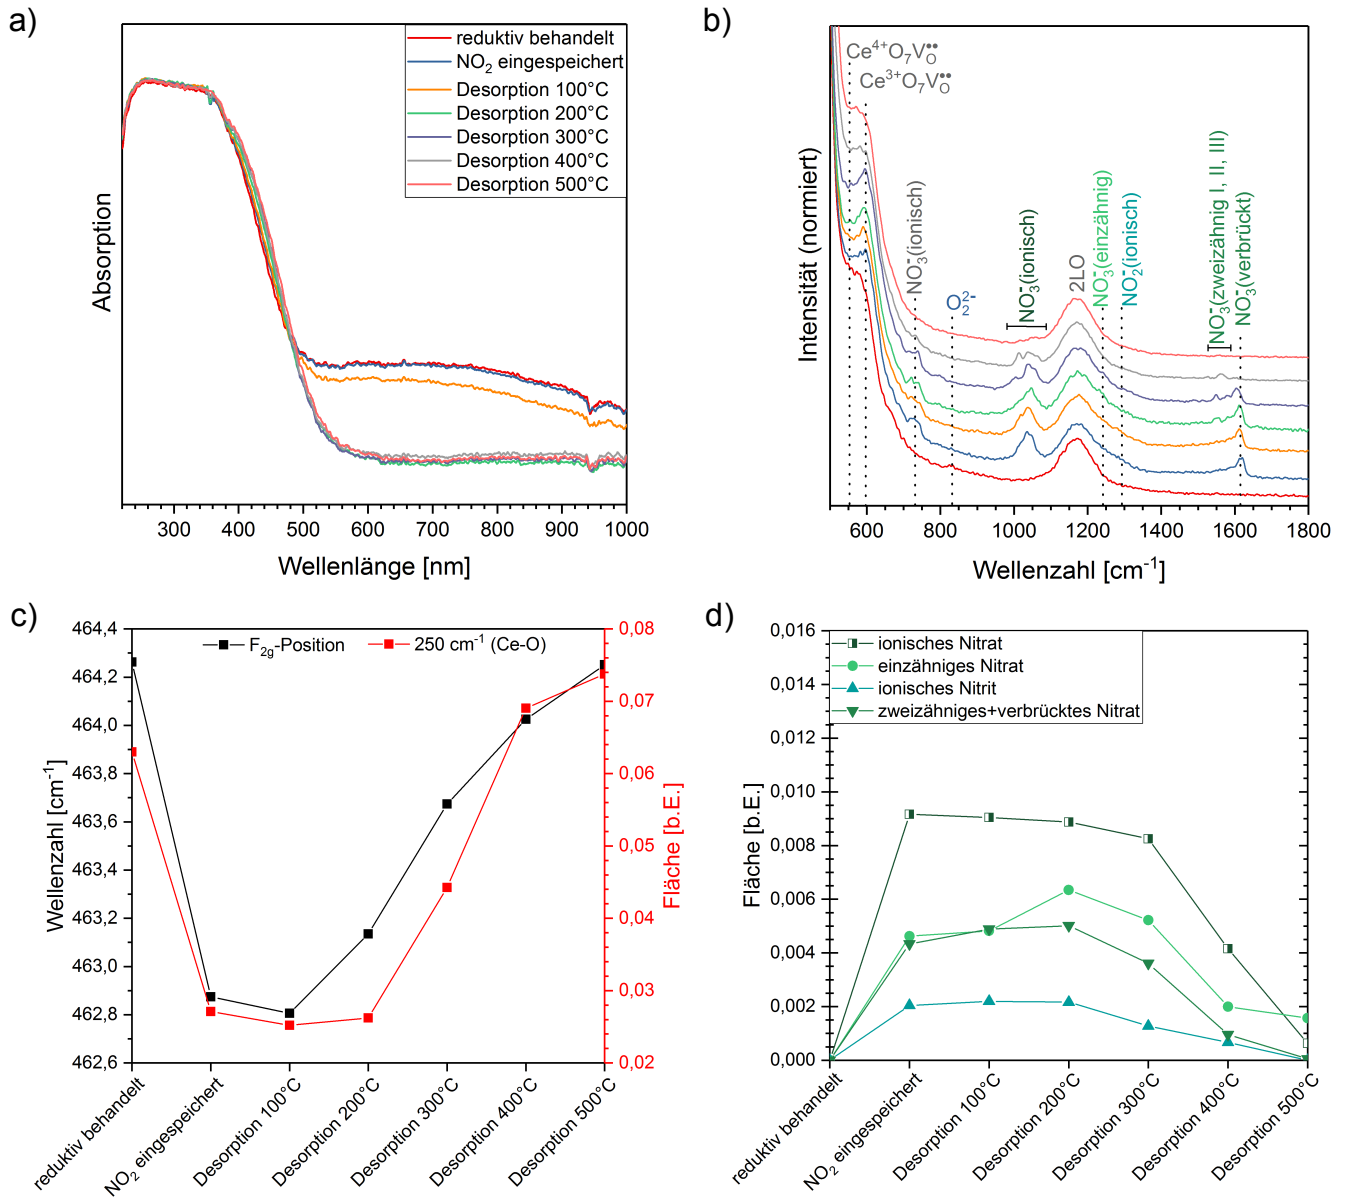 a)
reduktiv behandelt
NO₂ eingespeichert
Desorption 100°C
Desorption 200°C
Desorption 300°C
Desorption 400°C
Desorption 500°C
Absorption
300 400 500 600 700 800 900 1000
Wellenlänge [nm]
b)
Ce⁴⁺O₇V_O^••
Ce³⁺O₇V_O^••
NO₃⁻(ionisch)
O₂²⁻
NO₃⁻(ionisch)
2LO
NO₃⁻(einzähnig)
NO₂⁻(ionisch)
NO₃⁻(zweizähnig I, II, III)
NO₃⁻(verbrückt)
Intensität (normiert)
600 800 1000 1200 1400 1600 1800
Wellenzahl [cm⁻¹]
c)
F₂g-Position
250 cm⁻¹ (Ce-O)
464,4
464,2
464,0
463,8
463,6
463,4
463,2
463,0
462,8
462,6
Wellenzahl [cm⁻¹]
0,08
0,07
0,06
0,05
0,04
0,03
0,02
Fläche [b.E.]
reduktiv behandelt
NO₂ eingespeichert
Desorption 100°C
Desorption 200°C
Desorption 300°C
Desorption 400°C
Desorption 500°C
d)
ionisches Nitrat
einzähniges Nitrat
ionisches Nitrit
zweizähniges+verbrücktes Nitrat
0,016
0,014
0,012
0,010
0,008
0,006
0,004
0,002
0,000
Fläche [b.E.]
reduktiv behandelt
NO₂ eingespeichert
Desorption 100°C
Desorption 200°C
Desorption 300°C
Desorption 400°C
Desorption 500°C